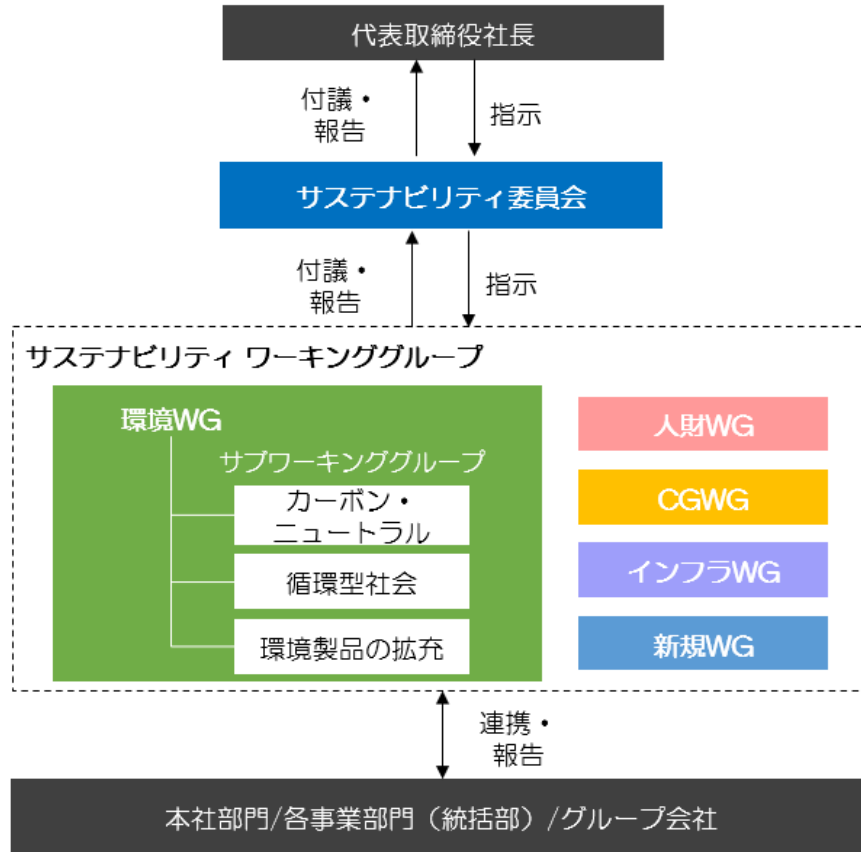 代表取締役社長
付議・
報告
指示
サステナビリティ委員会
付議・
報告
指示
サステナビリティ ワーキンググループ
環境WG
サブワーキンググループ
カーボン・
ニュートラル
循環型社会
環境製品の拡充
人財WG
CGWG
インフラWG
新規WG
連携・
報告
本社部門/各事業部門（統括部）/グループ会社